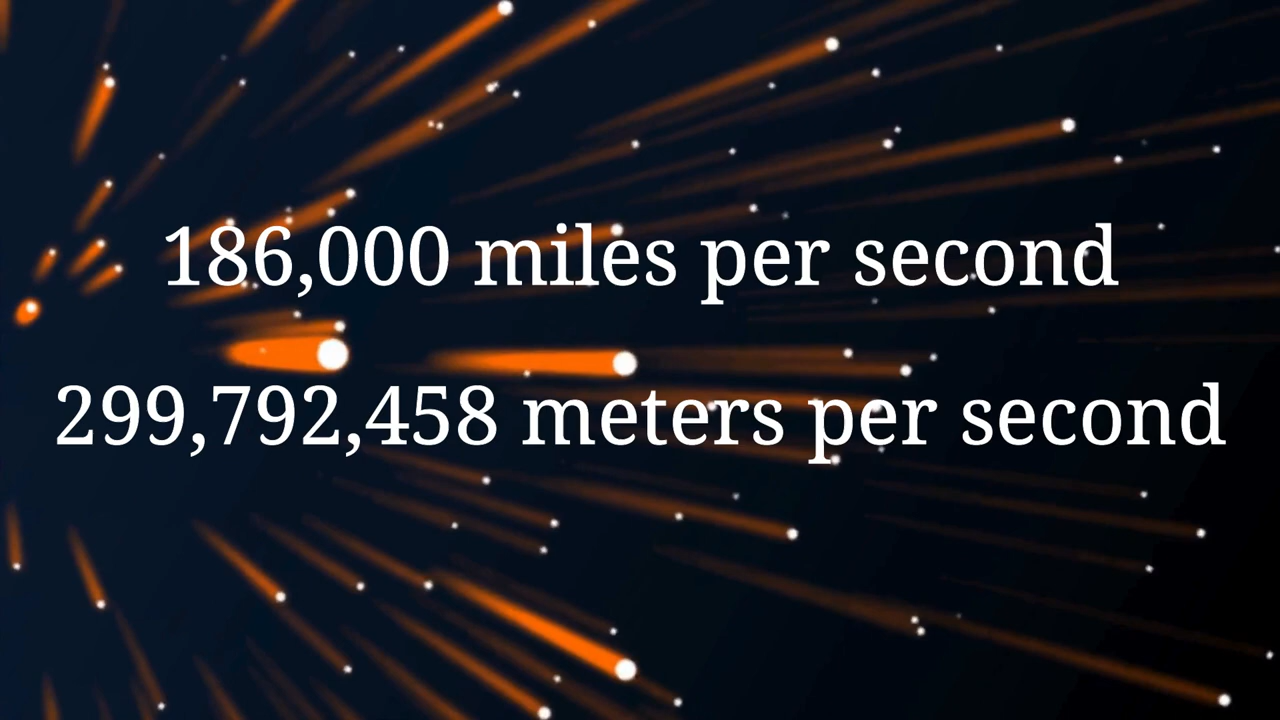 186,000 miles per second
299,792,458 meters per second